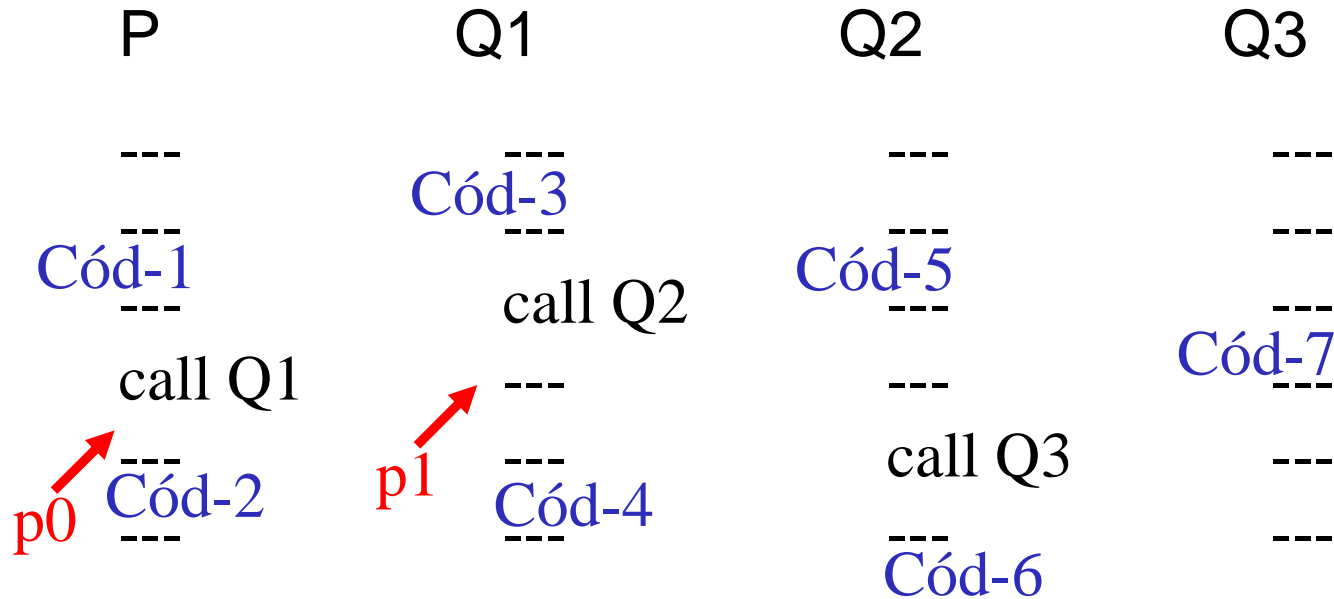 P Q1 Q2 Q3
--- --- --- ---
Cód-3
--- --- --- ---
Cód-1 Cód-5
call Q2
--- --- ---
Cód-7
call Q1
--- --- ---
p1
--- --- ---
call Q3
Cód-2 Cód-4
p0
--- --- --- ---
Cód-6